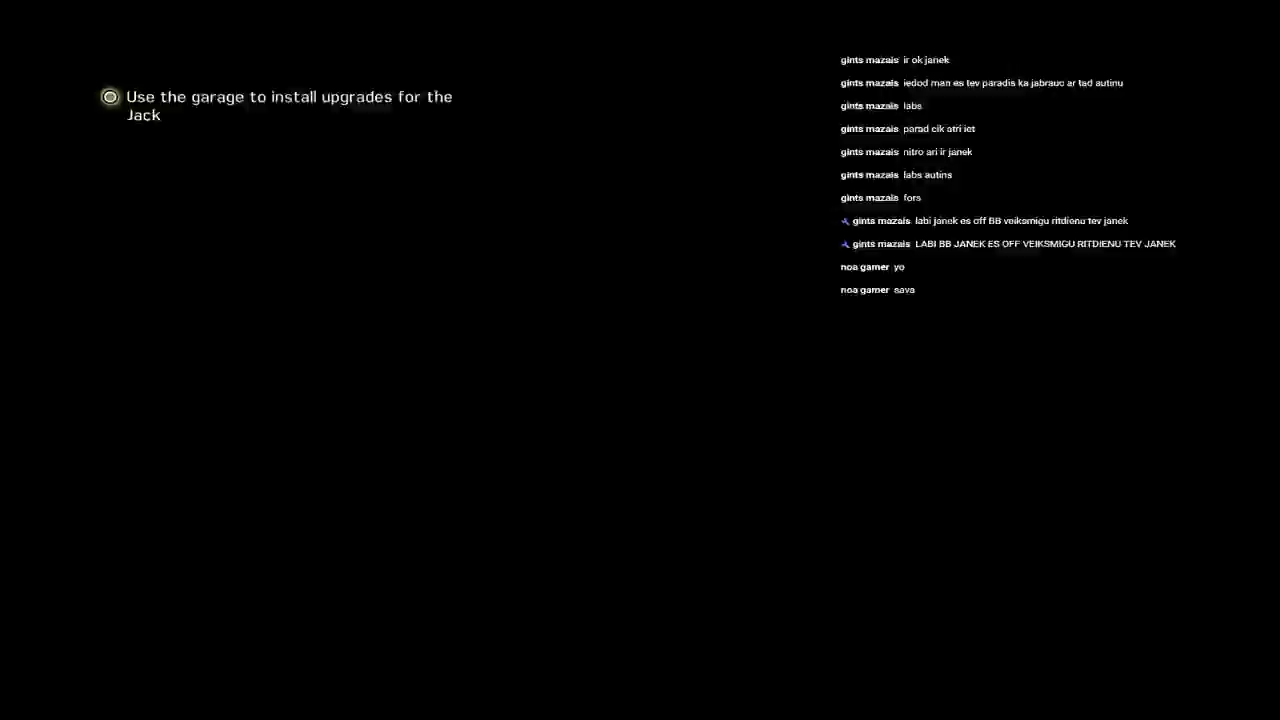 Use the garage to install upgrades for the
Jack
gints mazais ir ok janek
gints mazais iedod man es tev paradis ka jabrauc ar tad autinu
gints mazais labs
gints mazais parad cik atri iet
gints mazais nitro ari ir janek
gints mazais labs autins
gints mazais fors
gints mazais labi janek es off BB veiksmigu ritdienu tev janek
gints mazais LABI BB JANEK ES OFF VEIKSMIGU RITDIENU TEV JANEK
noa gamer yo
noa gamer sava